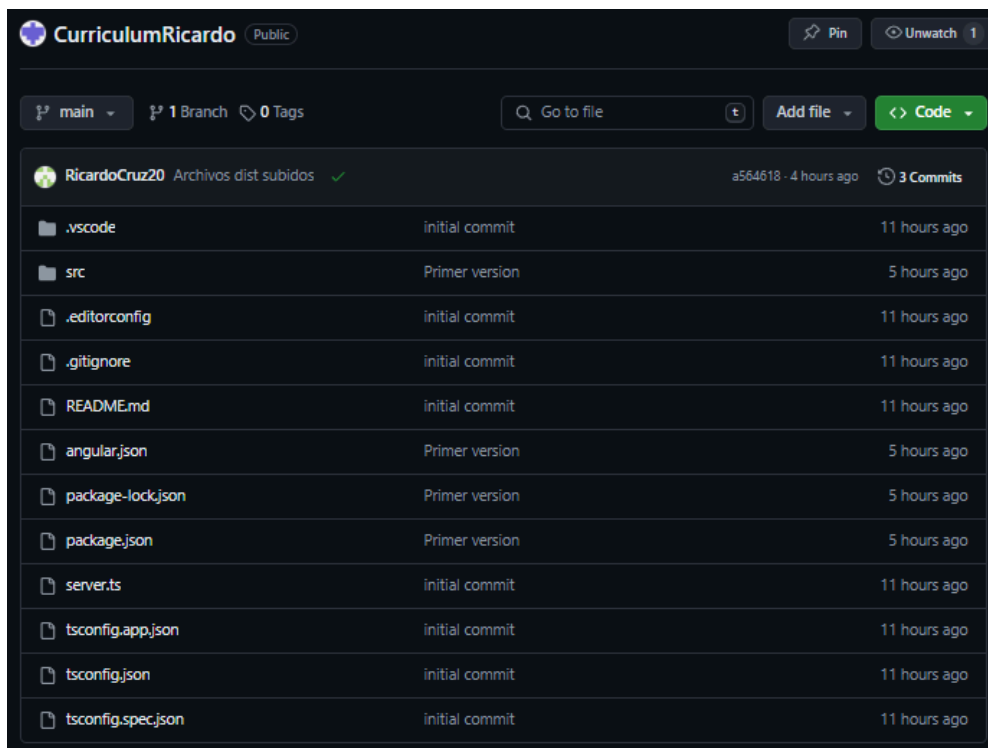 CurriculumRicardo Public Pin Unwatch 1
main 1 Branch 0 Tags Go to file t Add file Code
RicardoCruz20 Archivos dist subidos a564618 · 4 hours ago 3 Commits
.vscode initial commit 11 hours ago
src Primer version 5 hours ago
.editorconfig initial commit 11 hours ago
.gitignore initial commit 11 hours ago
README.md initial commit 11 hours ago
angular.json Primer version 5 hours ago
package-lock.json Primer version 5 hours ago
package.json Primer version 5 hours ago
server.ts initial commit 11 hours ago
tsconfig.app.json initial commit 11 hours ago
tsconfig.json initial commit 11 hours ago
tsconfig.spec.json initial commit 11 hours ago